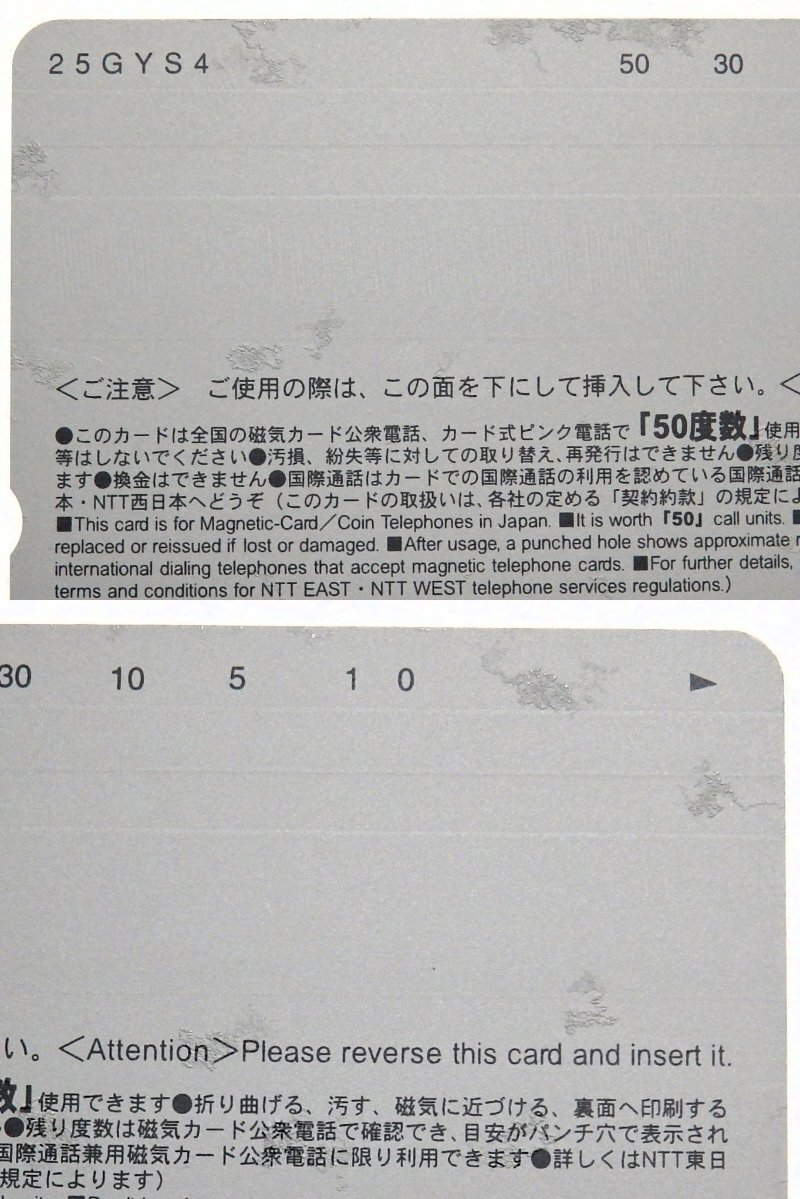 25GYS4 50 30
＜ご注意＞ ご使用の際は、この面を下にして挿入して下さい。＜
●このカードは全国の磁気カード公衆電話、カード式ピンク電話で『50度数』使用
等はしないでください●汚損、紛失等に対しての取り替え、再発行はできません●残り度
ます●換金はできません●国際通話はカードでの国際通話の利用を認めている国際通話
本・NTT西日本へどうぞ（このカードの取扱いは、各社の定める「契約約款」の規定によ
■This card is for Magnetic-Card／Coin Telephones in Japan. ■It is worth『50』call units. ■
replaced or reissued if lost or damaged. ■After usage, a punched hole shows approximate r
international dialing telephones that accept magnetic telephone cards. ■For further details,
terms and conditions for NTT EAST・NTT WEST telephone services regulations.）
30 10 5 1 0 ▶
い。＜Attention＞Please reverse this card and insert it.
数』使用できます●折り曲げる、汚す、磁気に近づける、裏面へ印刷する
●残り度数は磁気カード公衆電話で確認でき、目安がパンチ穴で表示され
国際通話兼用磁気カード公衆電話に限り利用できます●詳しくはNTT東日
規定によります）